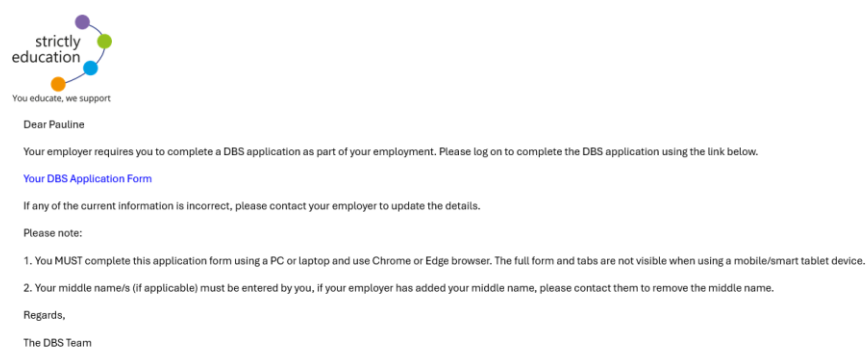 strictly
education
You educate, we support
Dear Pauline
Your employer requires you to complete a DBS application as part of your employment. Please log on to complete the DBS application using the link below.
Your DBS Application Form
If any of the current information is incorrect, please contact your employer to update the details.
Please note:
1. You MUST complete this application form using a PC or laptop and use Chrome or Edge browser. The full form and tabs are not visible when using a mobile/smart tablet device.
2. Your middle name/s (if applicable) must be entered by you, if your employer has added your middle name, please contact them to remove the middle name.
Regards,
The DBS Team